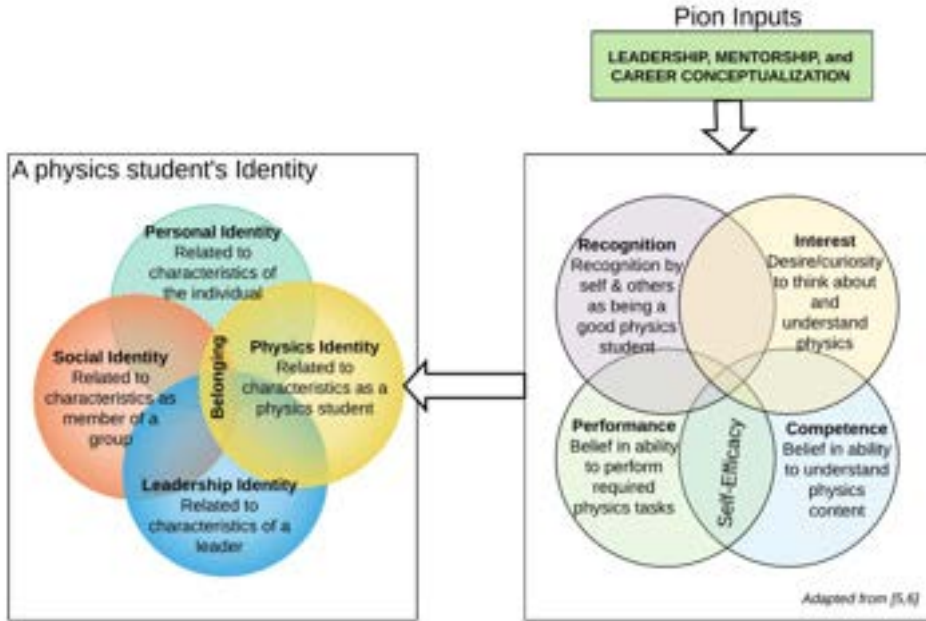 Pion Inputs
LEADERSHIP, MENTORSHIP, and
CAREER CONCEPTUALIZATION
A physics student's Identity
Personal Identity
Related to
characteristics of
the individual
Social Identity
Related to
characteristics as
member of a
group
Belonging
Physics Identity
Related to
characteristics as a
physics student
Leadership Identity
Related to
characteristics of a
leader
Recognition
Recognition by
self & others
as being a
good physics
student
Interest
Desire/curiosity
to think about
and
understand
physics
Performance
Belief in ability
to perform
required
physics tasks
Self-Efficacy
Competence
Belief in ability
to understand
physics
content
Adapted from [5,6]